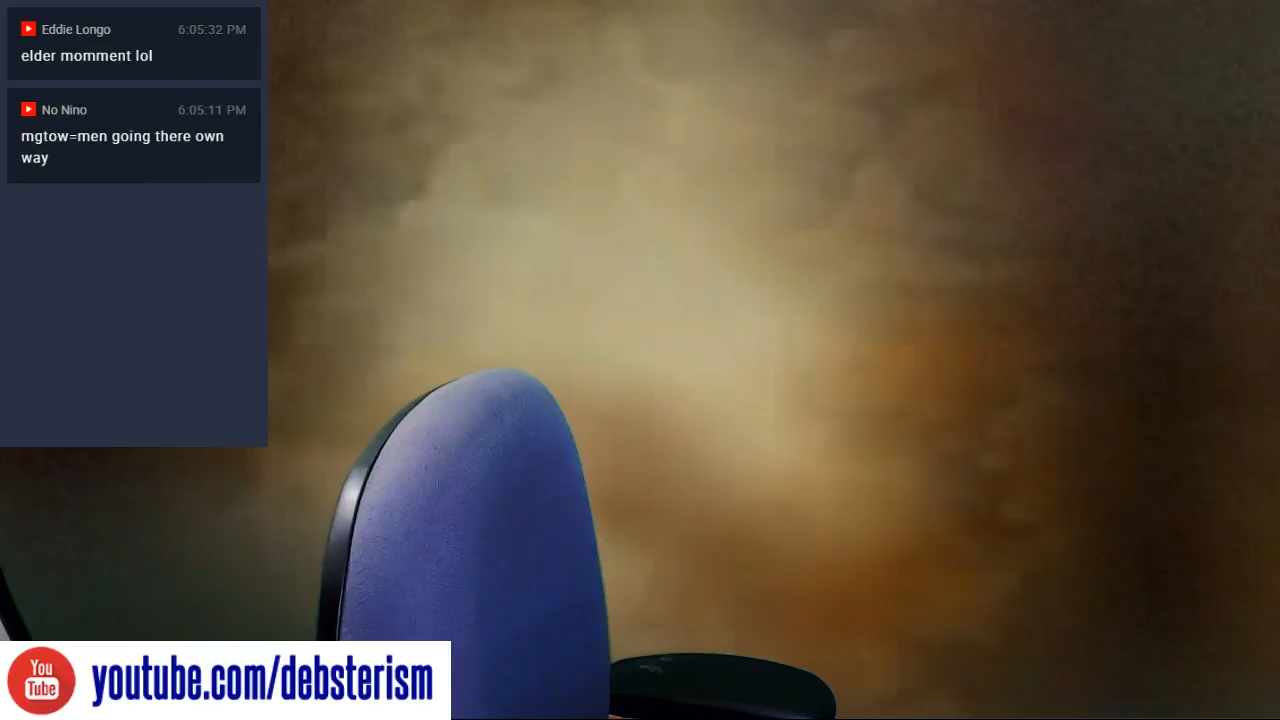 Eddie Longo 6:05:32 PM
elder momment lol
No Nino 6:05:11 PM
mgtow=men going there own
way
You
Tube
youtube.com/debsterism